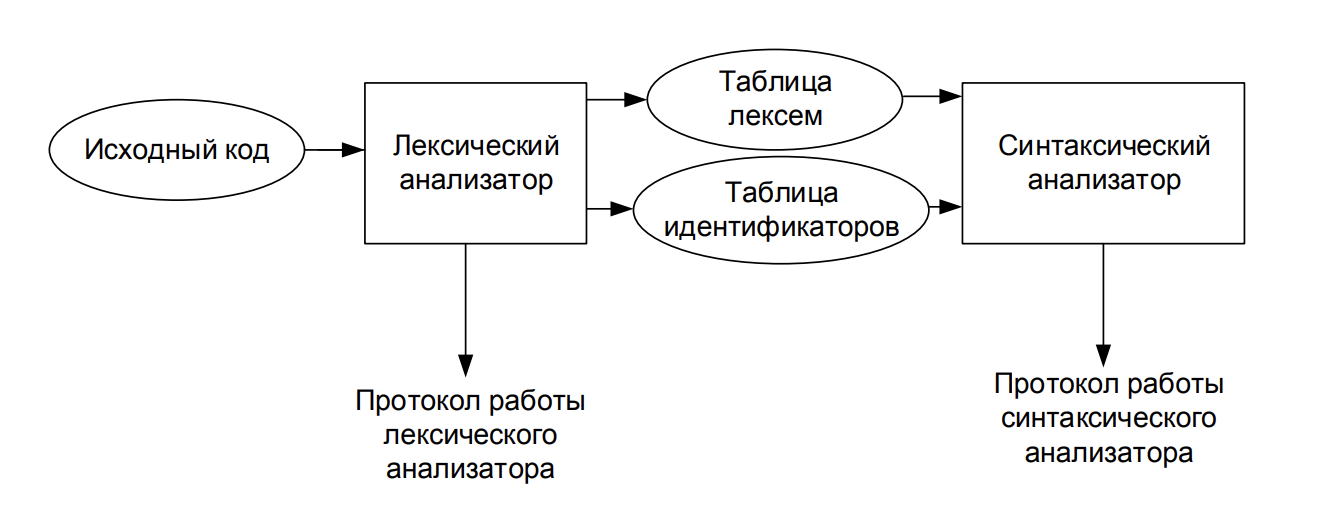 Исходный код
Лексический
анализатор
Таблица
лексем
Таблица
идентификаторов
Синтаксический
анализатор
Протокол работы
лексического
анализатора
Протокол работы
синтаксического
анализатора